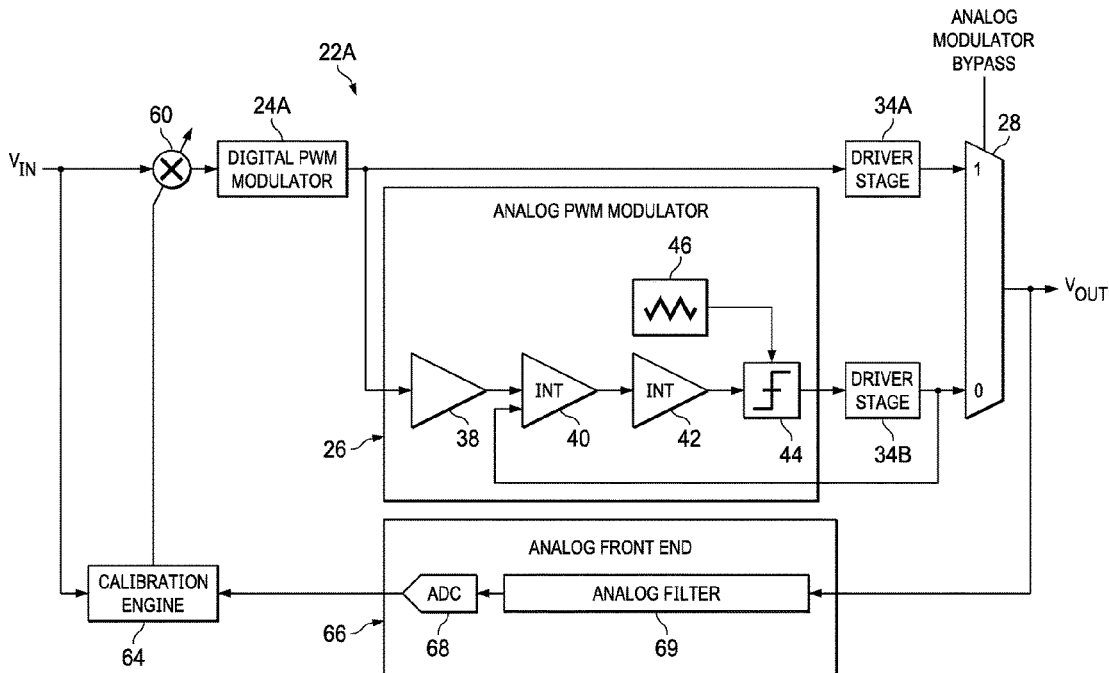 ANALOG
MODULATOR
BYPASS
22A
60
24A
34A
28
V_IN
DIGITAL PWM
MODULATOR
DRIVER
STAGE
1
ANALOG PWM MODULATOR
46
V_OUT
INT
INT
DRIVER
STAGE
0
38
40
42
44
34B
26
ANALOG FRONT END
CALIBRATION
ENGINE
ADC
ANALOG FILTER
64
66
68
69